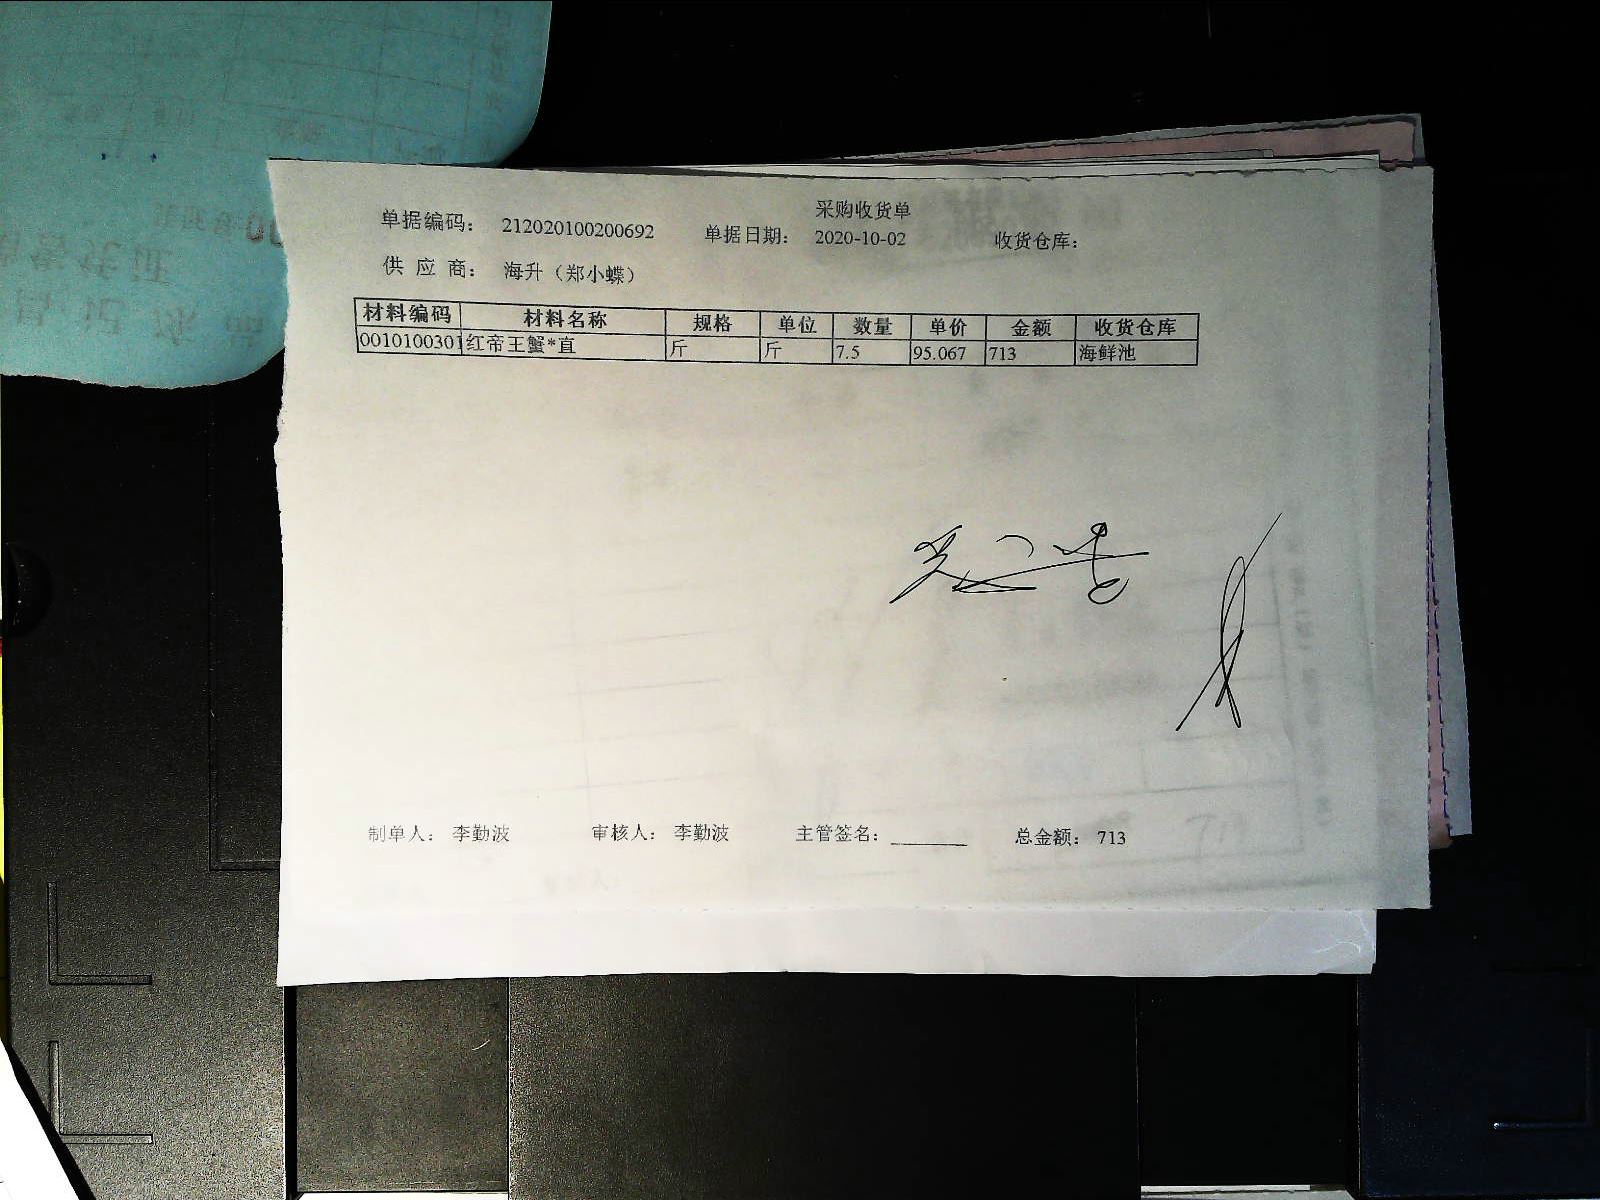 采购收货单
单据编码： 212020100200692 单据日期： 2020-10-02 收货仓库：
供 应 商： 海升（郑小蝶）
材料编码 材料名称 规格 单位 数量 单价 金额 收货仓库
0010100301 红帝王蟹*直 斤 斤 7.5 95.067 713 海鲜池
制单人： 李勤波 审核人： 李勤波 主管签名：______ 总金额： 713